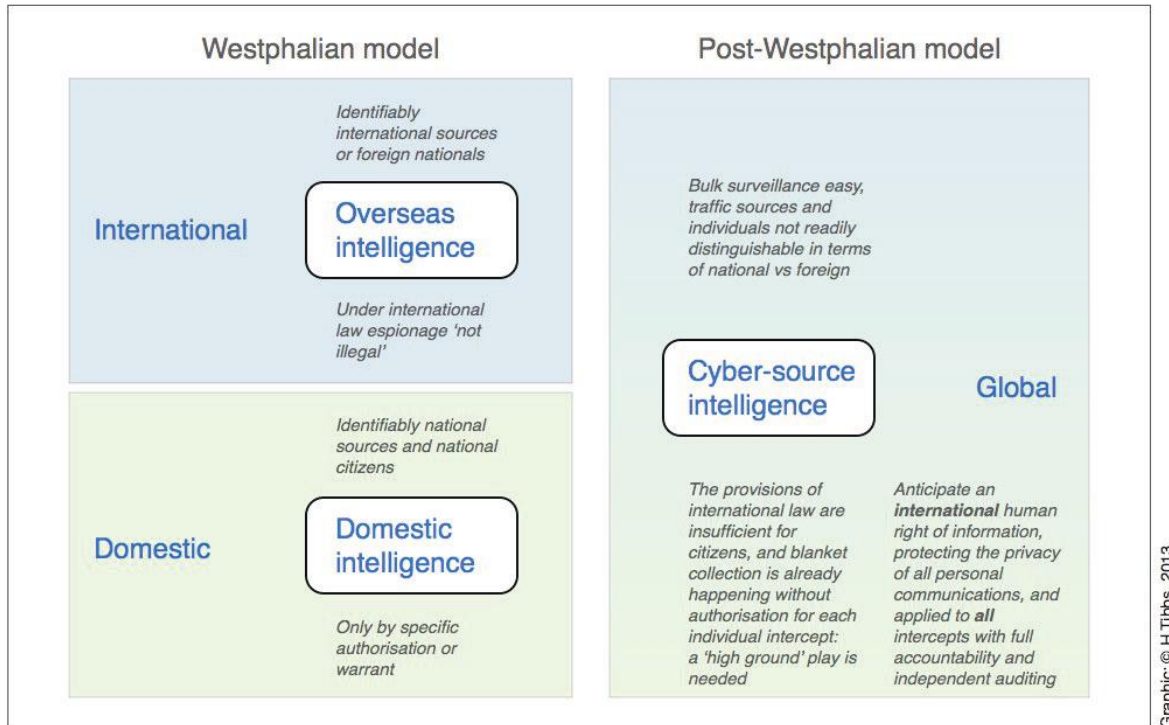 Westphalian model
Identifiably
international sources
or foreign nationals
International
Overseas
intelligence
Under international
law espionage ‘not
illegal’
Identifiably national
sources and national
citizens
Domestic
Domestic
intelligence
Only by specific
authorisation or
warrant
Post-Westphalian model
Bulk surveillance easy,
traffic sources and
individuals not readily
distinguishable in terms
of national vs foreign
Cyber-source
intelligence
Global
The provisions of
international law are
insufficient for
citizens, and blanket
collection is already
happening without
authorisation for each
individual intercept:
a ‘high ground’ play is
needed
Anticipate an
international human
right of information,
protecting the privacy
of all personal
communications, and
applied to all
intercepts with full
accountability and
independent auditing
Graphic: © H Tibbs, 2013